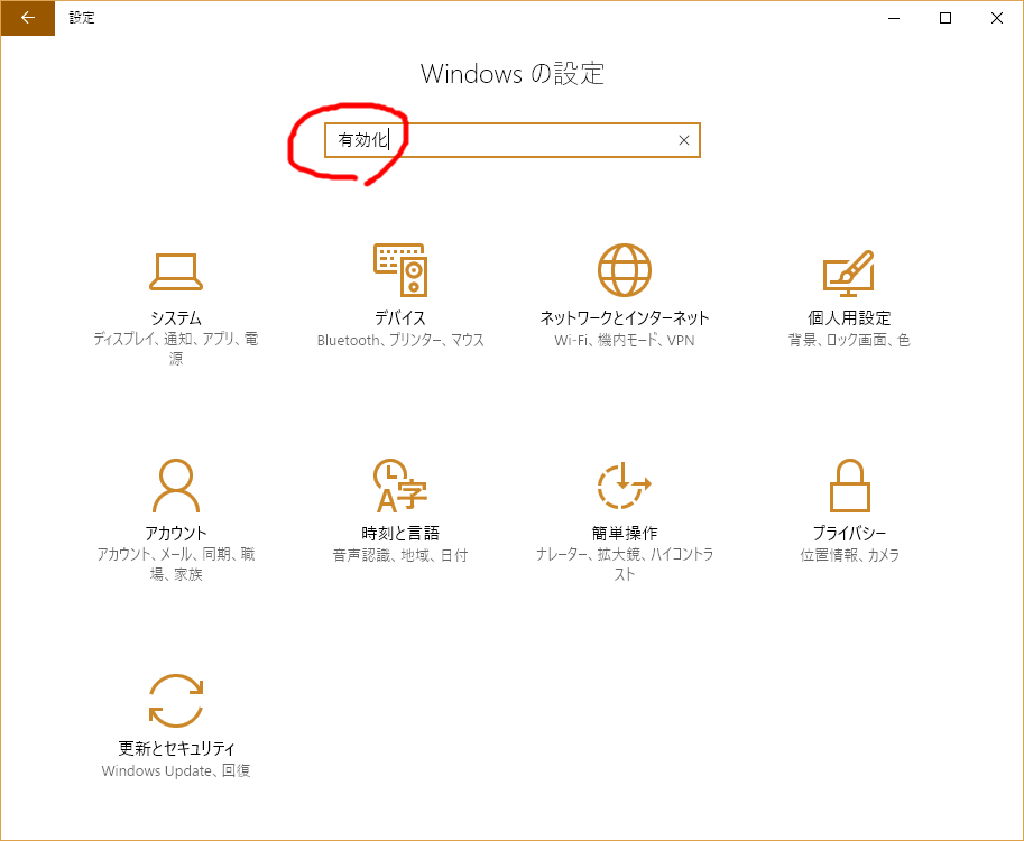 設定
Windows の設定
有効化
システム
ディスプレイ、通知、アプリ、電
源
デバイス
Bluetooth、プリンター、マウス
ネットワークとインターネット
Wi-Fi、機内モード、VPN
個人用設定
背景、ロック画面、色
アカウント
アカウント、メール、同期、職
場、家族
時刻と言語
音声認識、地域、日付
簡単操作
ナレーター、拡大鏡、ハイコントラ
スト
プライバシー
位置情報、カメラ
更新とセキュリティ
Windows Update、回復